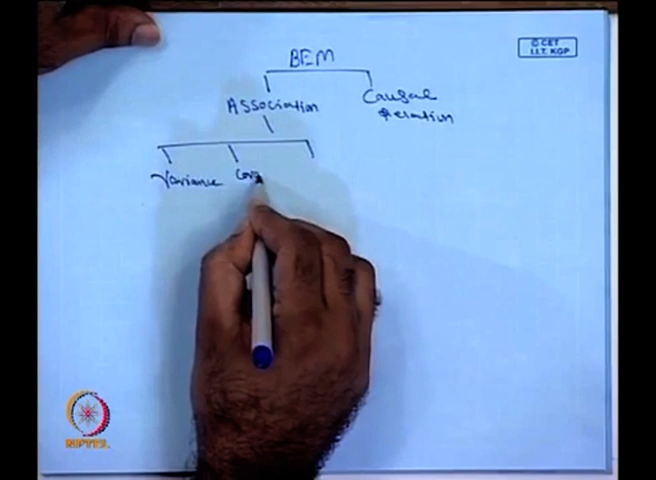 BEM
© CET
I.I.T. KGP
Association
Causal
relation
Variance Cov
NPTEL